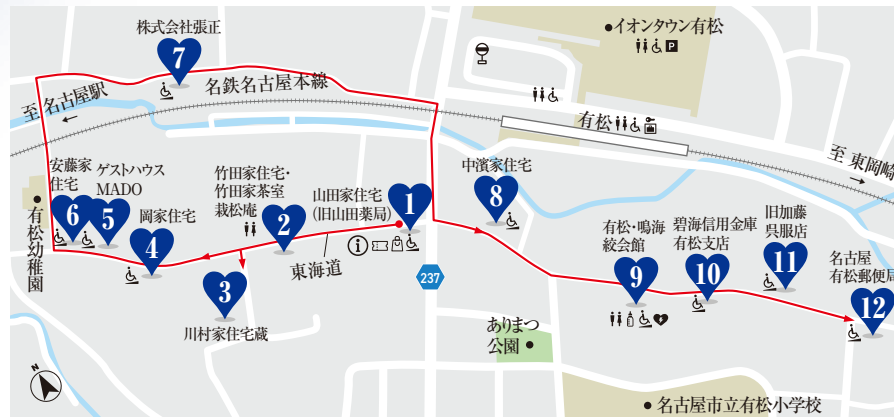 株式会社張正
7
イオンタウン有松
P
至 名古屋駅
名鉄名古屋本線
有松
至 東岡崎
安藤家
住宅
6
ゲストハウス
MADO
5
岡家住宅
4
竹田家住宅・
竹田家茶室
栽松庵
2
山田家住宅
(旧山田薬局)
1
中濱家住宅
8
有松幼稚園
東海道
3
川村家住宅蔵
237
有松・鳴海
絞会館
9
碧海信用金庫
有松支店
10
旧加藤
呉服店
11
名古屋
有松郵便局
12
ありまつ
公園
名古屋市立有松小学校
N